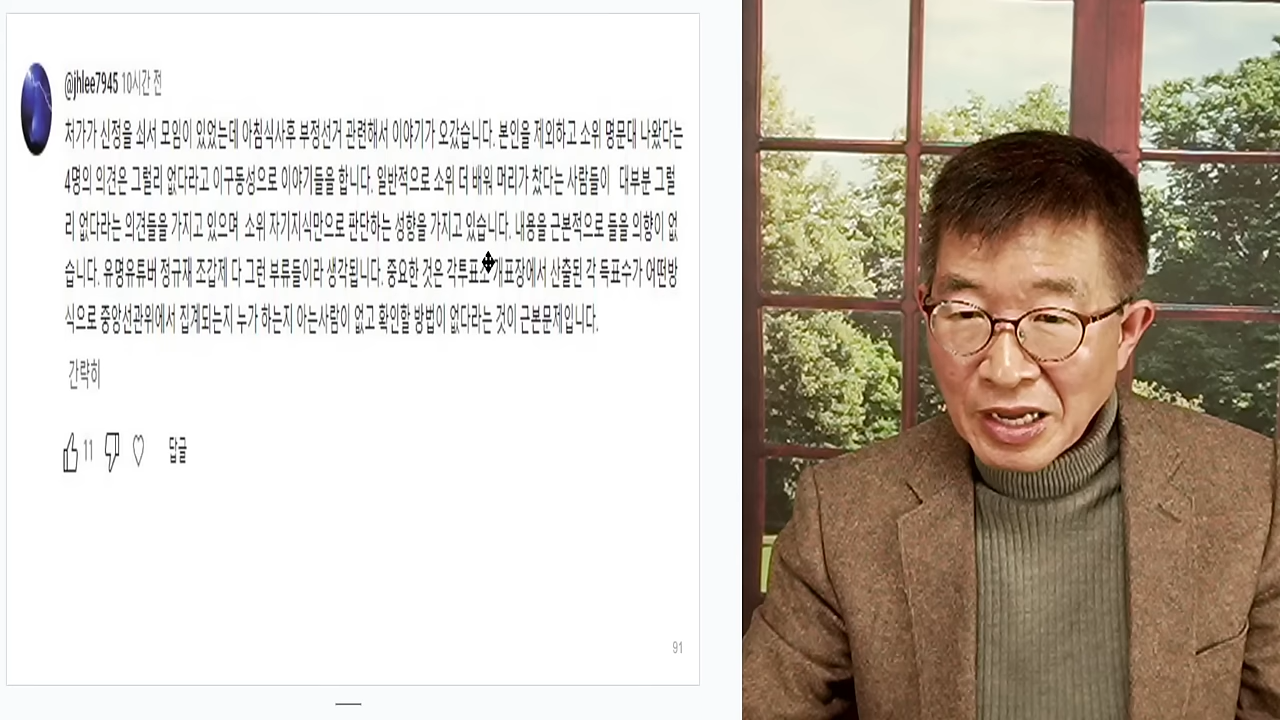 @jhlee7945 10시간 전
처가가 신정을 쇠서 모임이 있었는데 아침식사후 부정선거 관련해서 이야기가 오갔습니다. 본인을 제외하고 소위 명문대 나왔다는
4명의 의견은 그럴리 없다라고 이구동성으로 이야기들을 합니다. 일반적으로 소위 더 배워 머리가 찼다는 사람들이 대부분 그럴
리 없다라는 의견들을 가지고 있으며 소위 자기지식만으로 판단하는 성향을 가지고 있습니다. 내용을 근본적으로 들을 의향이 없
습니다. 유명유투버 정규재 조갑제 다 그런 부류들이라 생각됩니다. 중요한 것은 각투표소 개표장에서 산출된 각 득표수가 어떤방
식으로 중앙선관위에서 집계되는지 누가 하는지 아는사람이 없고 확인할 방법이 없다라는 것이 근본문제입니다.
간략히
11 답글
91